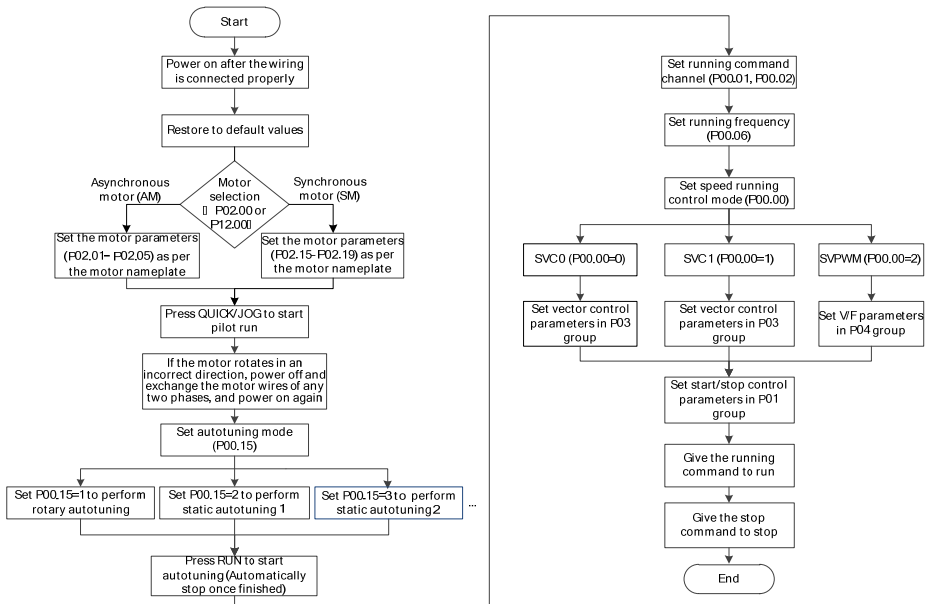 Start
Power on after the wiring
is connected properly
Restore to default values
Asynchronous
motor (AM)
Motor
selection
P02.00 or
P12.00
Synchronous
motor (SM)
Set the motor parameters
(P02.01– P02.05) as per
the motor nameplate
Set the motor parameters
(P02.15-P02.19) as per
the motor nameplate
Press QUICK/JOG to start
pilot run
If the motor rotates in an
incorrect direction, power off and
exchange the motor wires of any
two phases, and power on again
Set autotuning mode
(P00.15)
Set P00.15=1 to perform
rotary autotuning
Set P00.15=2 to perform
static autotuning 1
Set P00.15=3 to perform
static autotuning 2
...
Press RUN to start
autotuning (Automatically
stop once finished)
Set running command
channel (P00.01, P00.02)
Set running frequency
(P00.06)
Set speed running
control mode (P00.00)
SVC0 (P00.00=0)
SVC1 (P00.00=1)
SVPWM (P00.00=2)
Set vector control
parameters in P03
group
Set vector control
parameters in P03
group
Set V/F parameters
in P04 group
Set start/stop control
parameters in P01
group
Give the running
command to run
Give the stop
command to stop
End